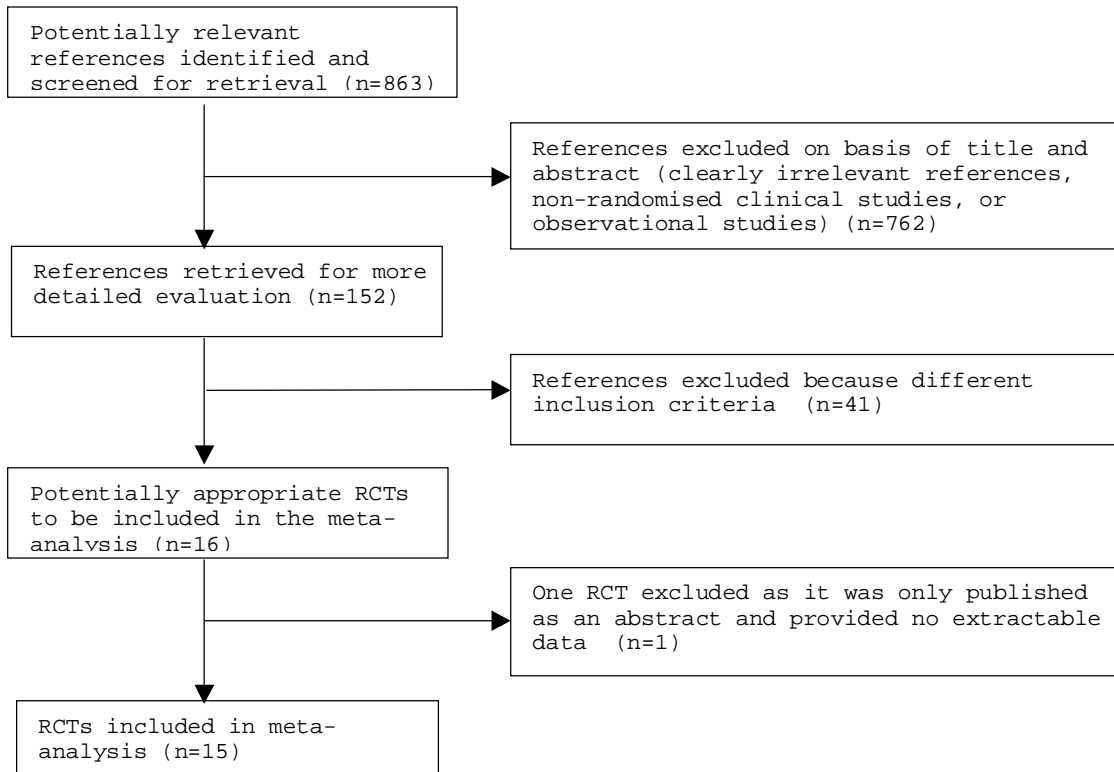 Potentially relevant
references identified and
screened for retrieval (n=863)
References excluded on basis of title and
abstract (clearly irrelevant references,
non-randomised clinical studies, or
observational studies) (n=762)
References retrieved for more
detailed evaluation (n=152)
References excluded because different
inclusion criteria (n=41)
Potentially appropriate RCTs
to be included in the meta-
analysis (n=16)
One RCT excluded as it was only published
as an abstract and provided no extractable
data (n=1)
RCTs included in meta-
analysis (n=15)